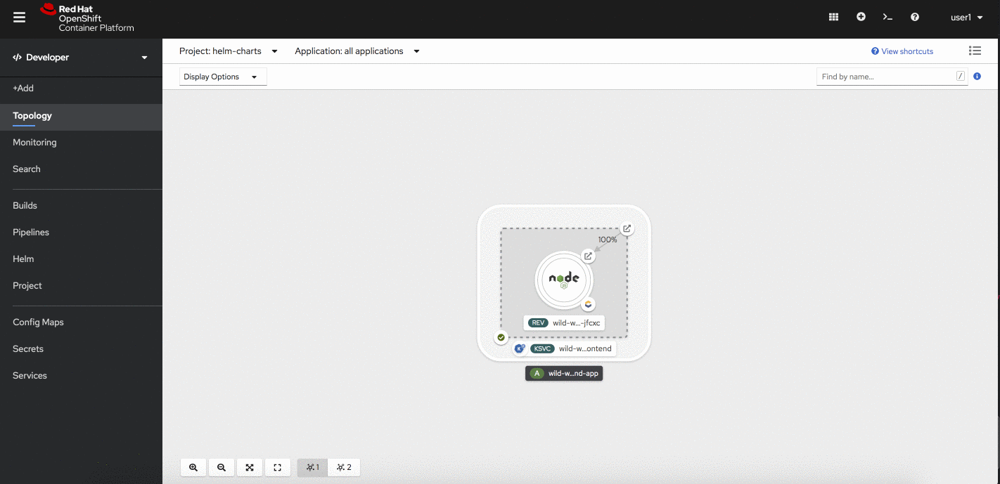 Red Hat
OpenShift
Container Platform
user1
Developer
Project: helm-charts
Application: all applications
View shortcuts
Display Options
Find by name...
/
+Add
Topology
Monitoring
Search
Builds
Pipelines
Helm
Project
Config Maps
Secrets
Services
100%
node
JS
REV wild-w...-jfcxc
K KSVC wild-w...ontend
A wild-w...nd-app
1
2